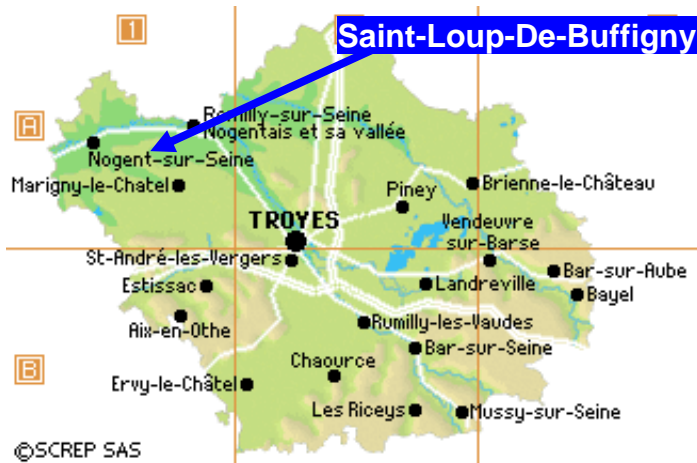 1
Saint-Loup-De-Buffigny
A
Romilly-sur-Seine
Nogentais et sa vallée
Nogent-sur-Seine
Marigny-le-Chatel
Piney
Brienne-le-Château
TROYES
Vendeuvre
sur-Barse
St-André-les-Vergers
Bar-sur-Aube
Estissac
Landreville
Bayel
Aix-en-Othe
Rumilly-les-Vaudes
Bar-sur-Seine
B
Chaource
Ervy-le-Châtel
Les Riceys
Mussy-sur-Seine
©SCREP SAS